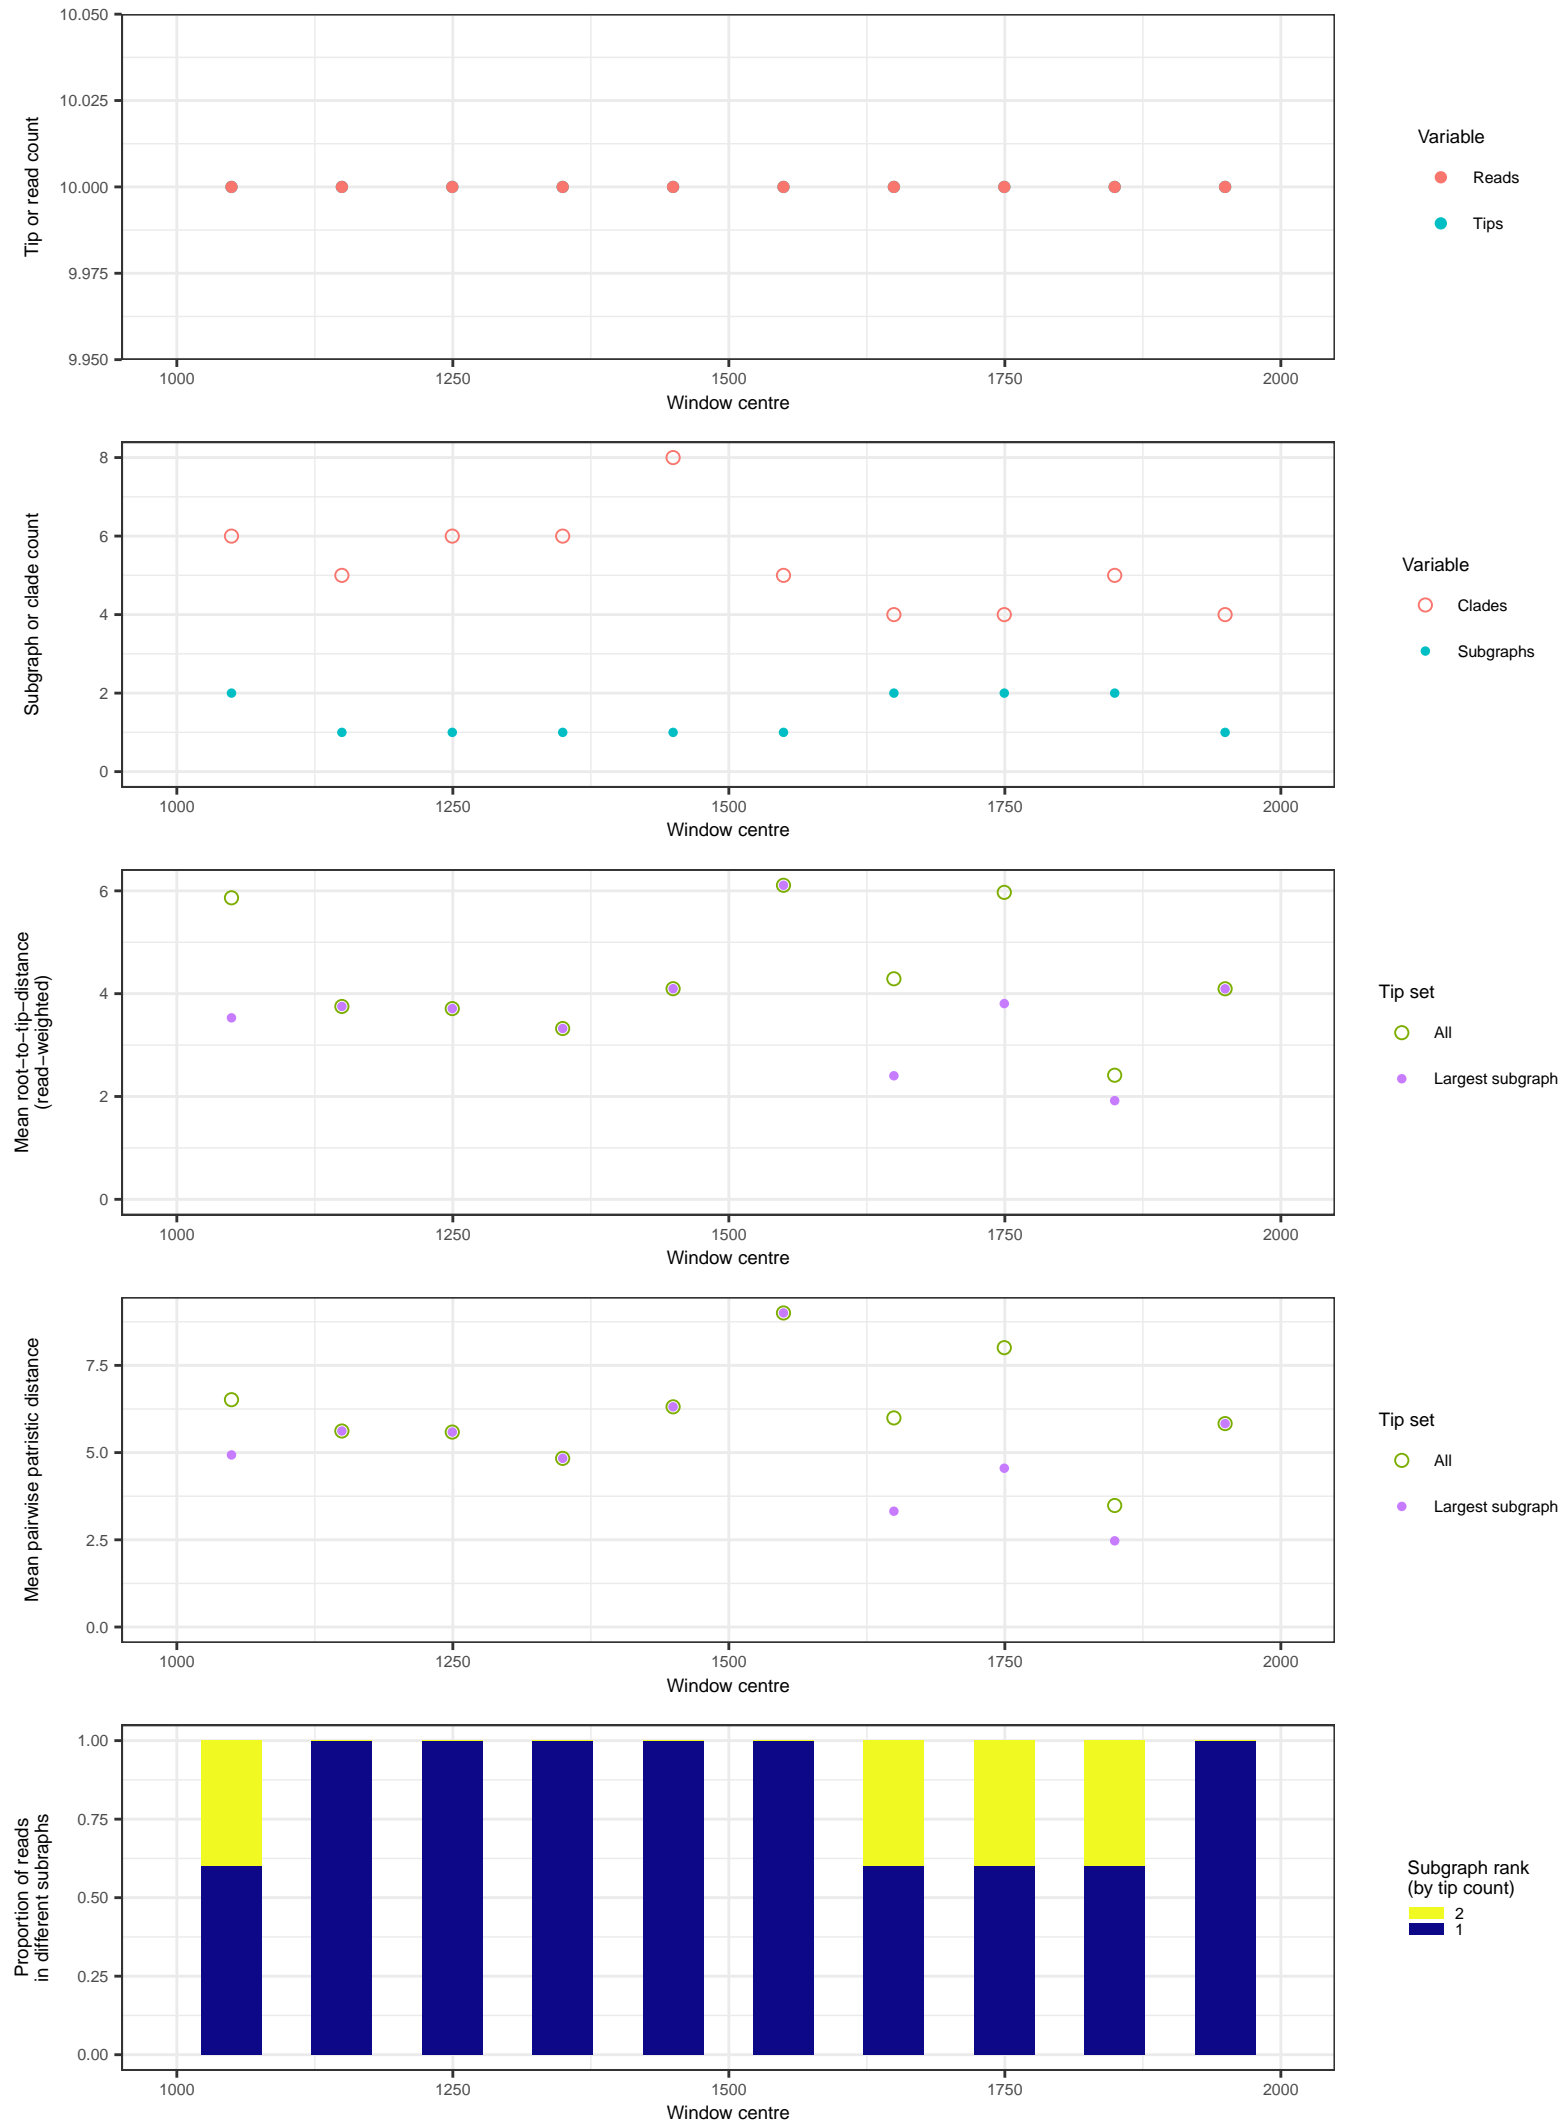 10.050
10.025
10.000
9.975
9.950
Tip or read count
1000 1250 1500 1750 2000
Window centre
Variable
Reads
Tips
8
6
4
2
0
Subgraph or clade count
1000 1250 1500 1750 2000
Window centre
Variable
Clades
Subgraphs
6
4
2
0
Mean root−to−tip−distance
(read−weighted)
1000 1250 1500 1750 2000
Window centre
Tip set
All
Largest subgraph
7.5
5.0
2.5
0.0
Mean pairwise patristic distance
1000 1250 1500 1750 2000
Window centre
Tip set
All
Largest subgraph
1.00
0.75
0.50
0.25
0.00
Proportion of reads
in different subraphs
1000 1250 1500 1750 2000
Window centre
Subgraph rank
(by tip count)
2
1